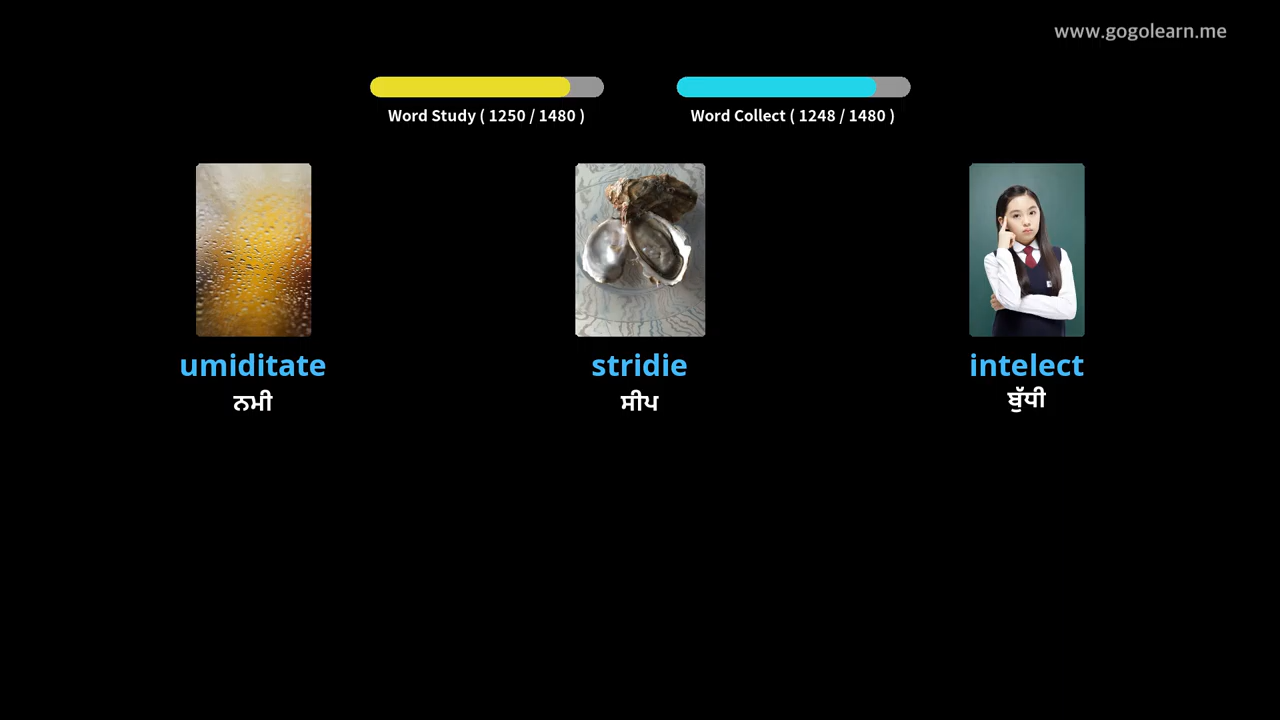 www.gogolearn.me
Word Study ( 1250 / 1480 )
Word Collect ( 1248 / 1480 )
umiditate
ਨਮੀ
stridie
ਸੀਪ
intelect
ਬੁੱਧੀ